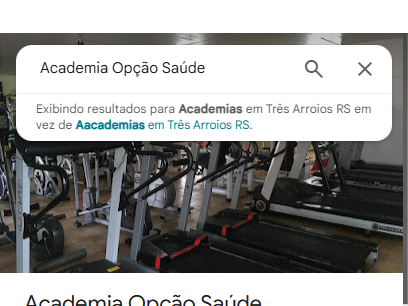 Academia Opção Saúde
Exibindo resultados para Academias em Três Arroios RS em
vez de Aacademias em Três Arroios RS.
Academia Opção Saúde